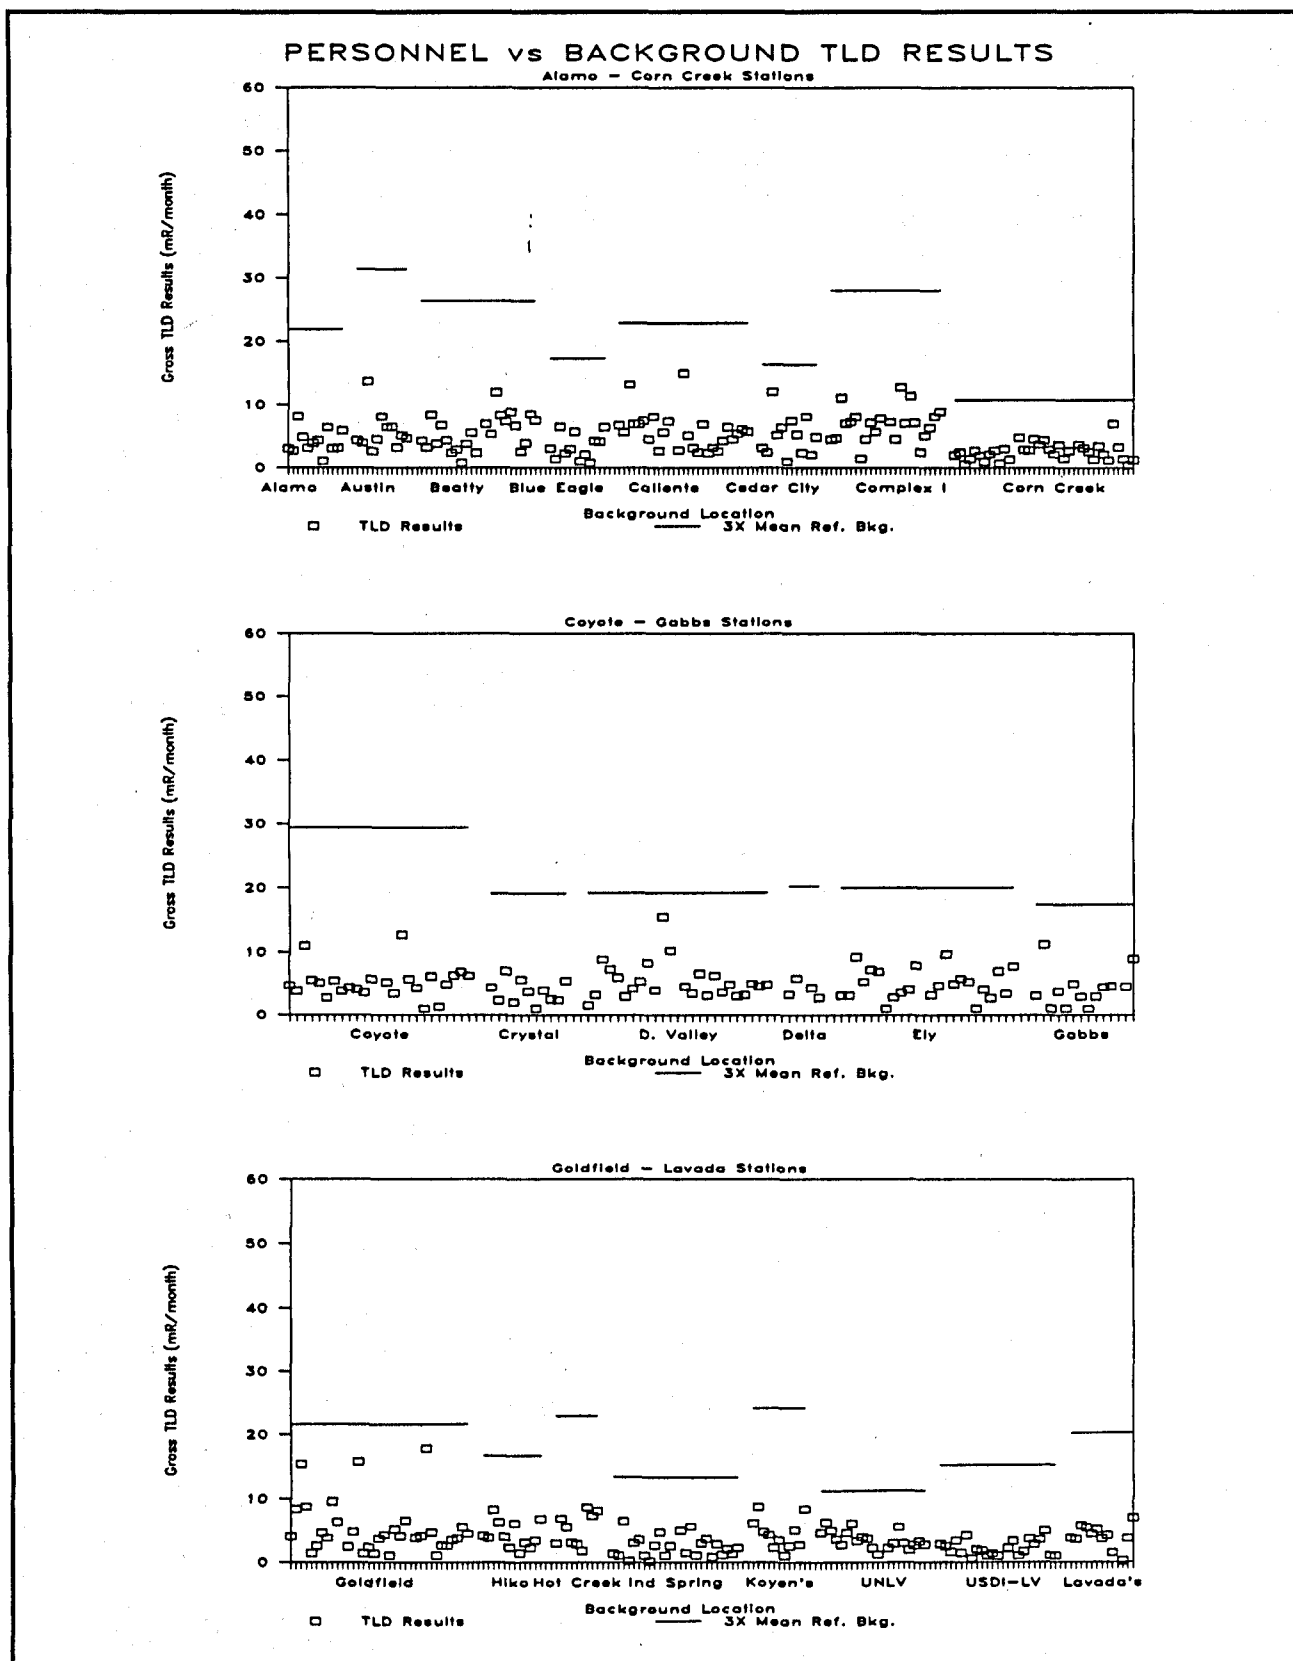 PERSONNEL vs BACKGROUND TLD RESULTS
Alamo – Corn Creek Stations
60
50
40
30
20
10
0
Gross TLD Results (mR/month)
Alamo Austin Beatty Blue Eagle Caliente Cedar City Complex I Corn Creek
Background Location
TLD Results 3X Mean Ref. Bkg.
Coyote – Gabbs Stations
60
50
40
30
20
10
0
Gross TLD Results (mR/month)
Coyote Crystal D. Valley Delta Ely Gabbs
Background Location
TLD Results 3X Mean Ref. Bkg.
Goldfield – Lavada Stations
60
50
40
30
20
10
0
Gross TLD Results (mR/month)
Goldfield Hiko Hot Creek Ind Spring Koyen's UNLV USDI-LV Lavada's
Background Location
TLD Results 3X Mean Ref. Bkg.